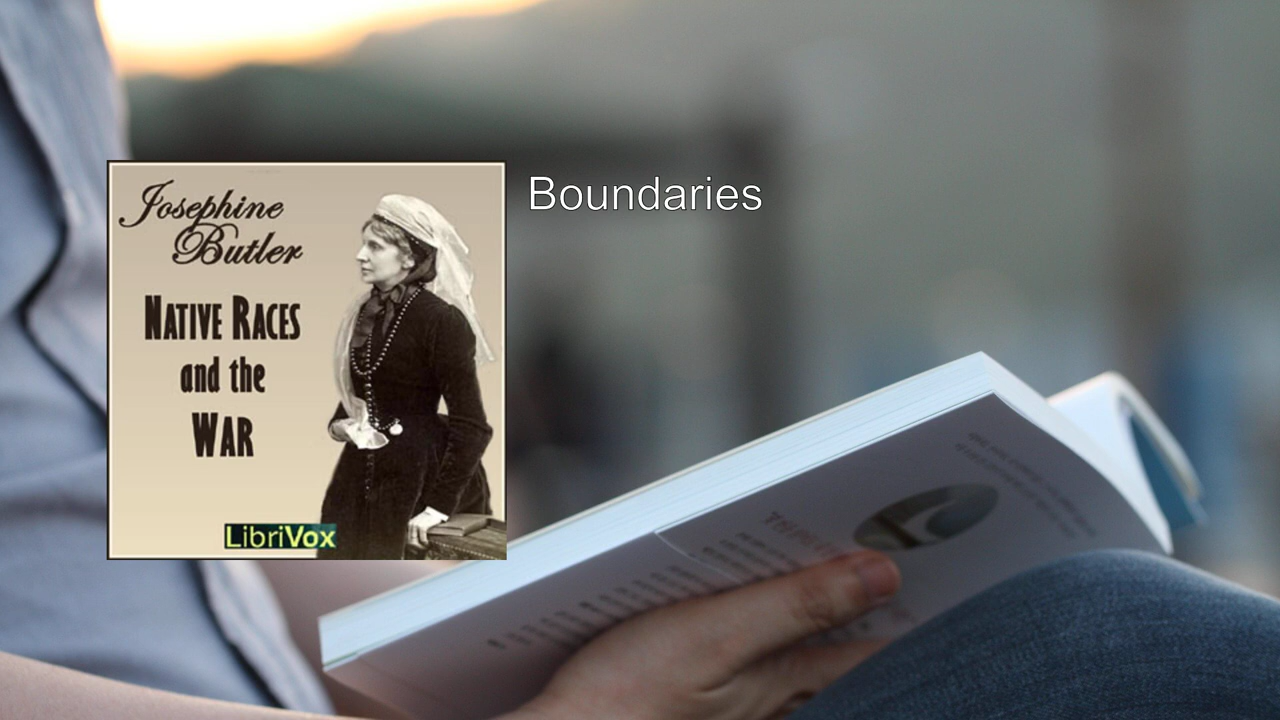 Josephine
Butler
NATIVE RACES
and the
WAR
LibriVox
Boundaries